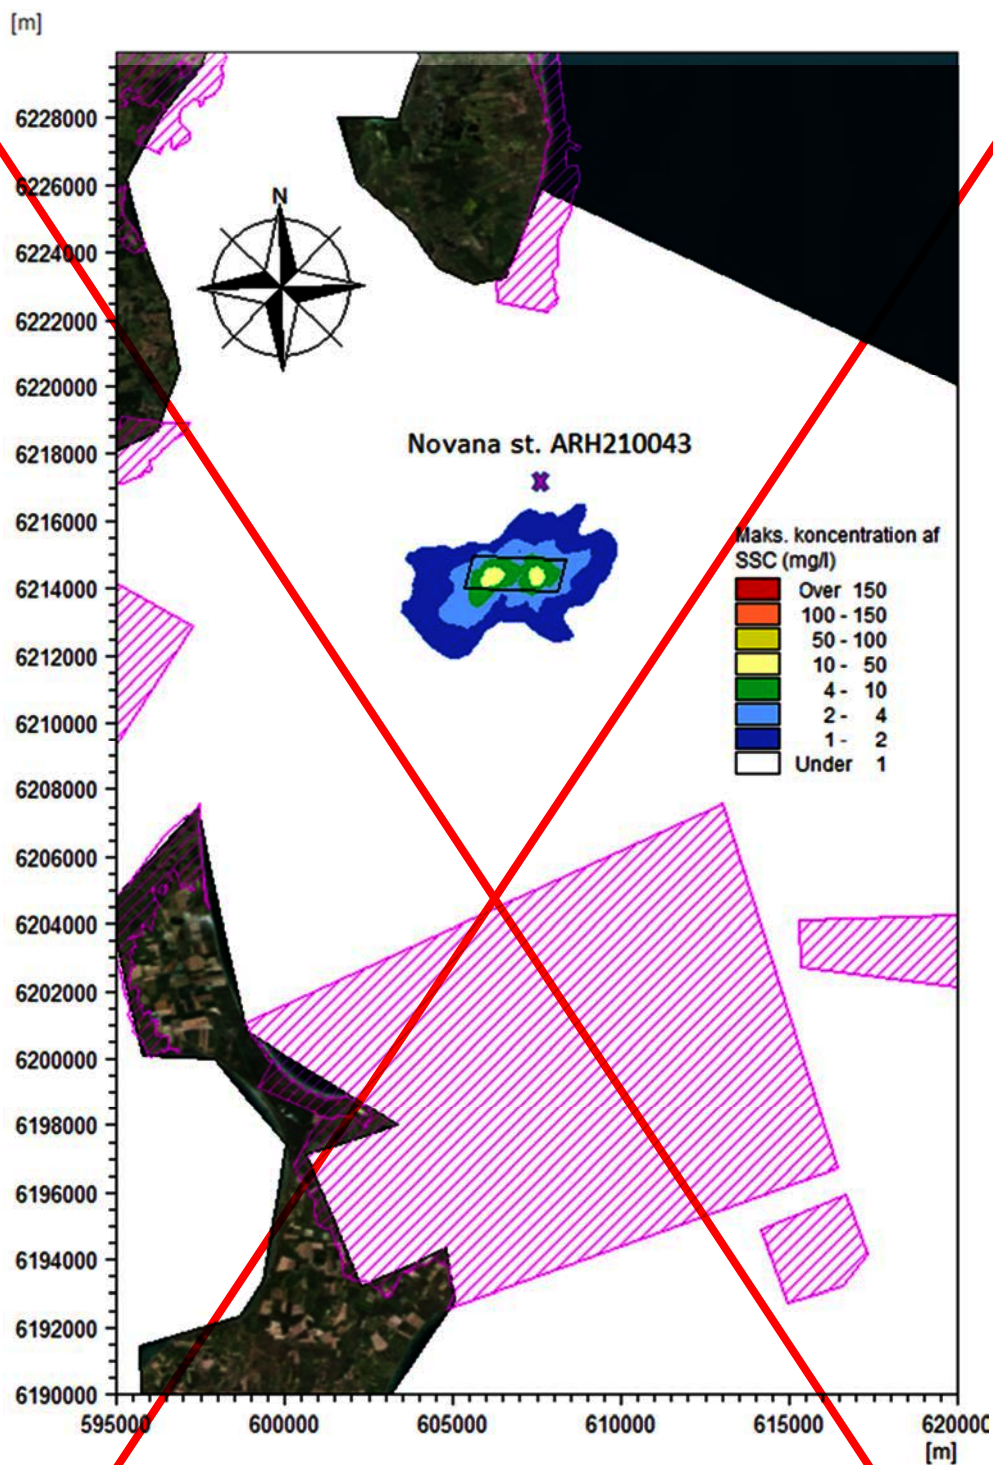 [m]
6228000
6226000
6224000
6222000
6220000
6218000
6216000
6214000
6212000
6210000
6208000
6206000
6204000
6202000
6200000
6198000
6196000
6194000
6192000
6190000
N
Novana st. ARH210043
Maks. koncentration af
SSC (mg/l)
Over 150
100 - 150
50 - 100
10 - 50
4 - 10
2 - 4
1 - 2
Under 1
595000 600000 605000 610000 615000 620000
[m]